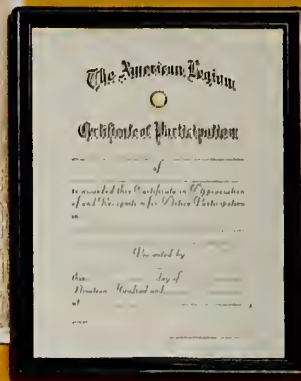 The American Legion
Certificate of Participation
of
is awarded this Certificate in Appreciation
of and Recognition for Active Participation
in
Presented by
this day of
Nineteen Hundred and
at